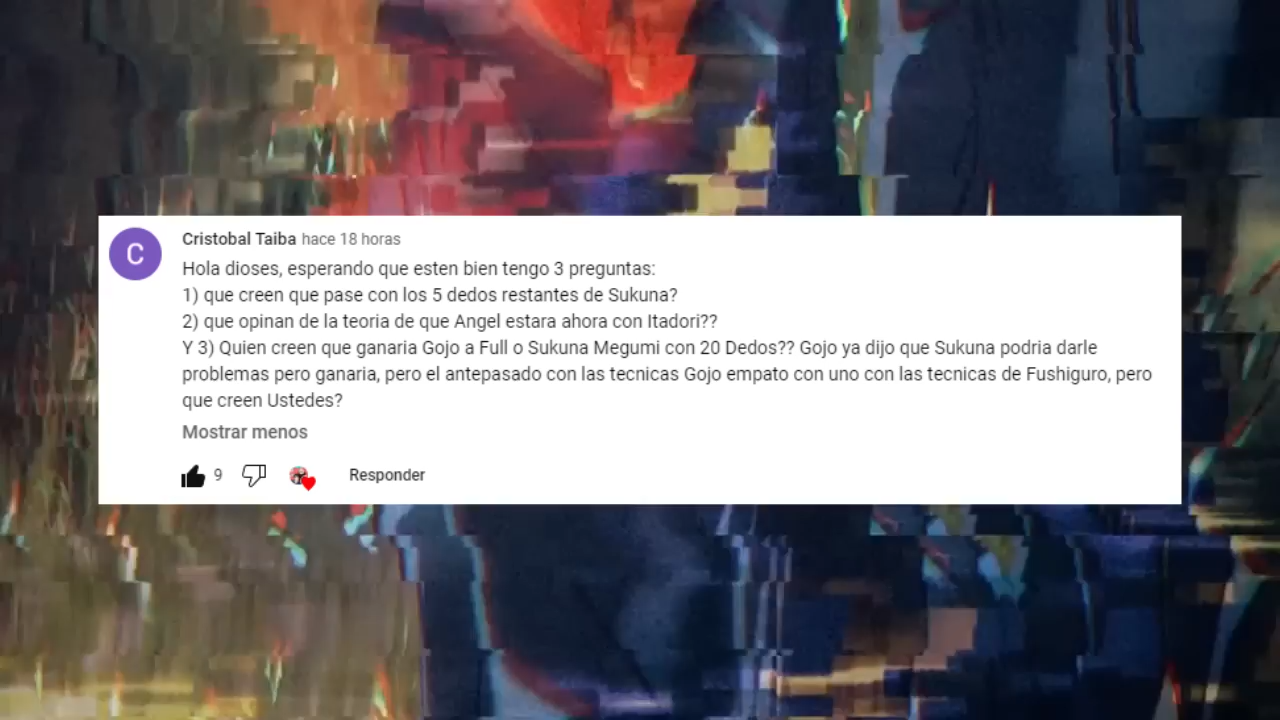 C
Cristobal Taiba hace 18 horas
Hola dioses, esperando que esten bien tengo 3 preguntas:
1) que creen que pase con los 5 dedos restantes de Sukuna?
2) que opinan de la teoria de que Angel estara ahora con Itadori??
Y 3) Quien creen que ganaria Gojo a Full o Sukuna Megumi con 20 Dedos?? Gojo ya dijo que Sukuna podria darle
problemas pero ganaria, pero el antepasado con las tecnicas Gojo empato con uno con las tecnicas de Fushiguro, pero
que creen Ustedes?
Mostrar menos
9 Responder